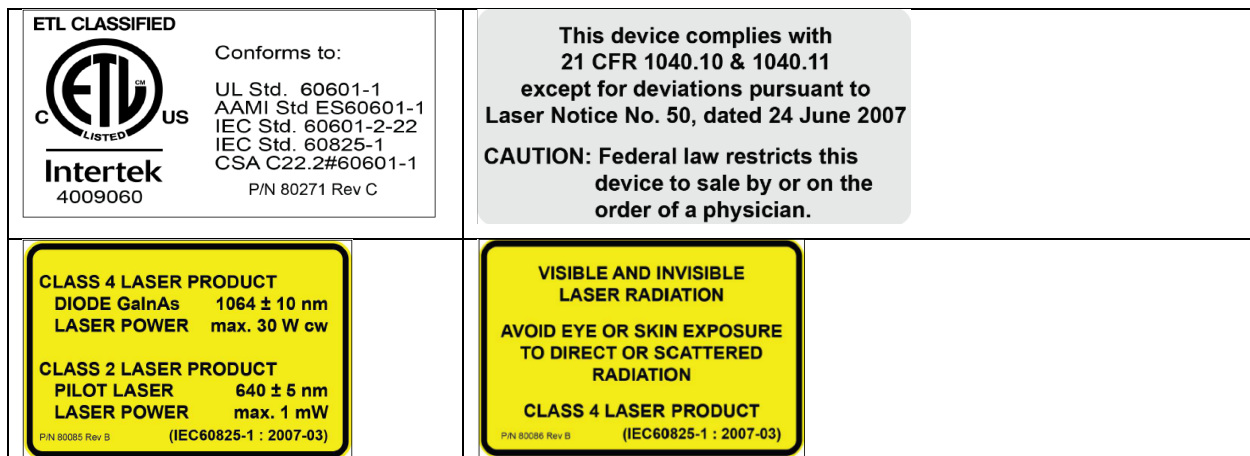 ETL CLASSIFIED
ETL
CM
C
US
LISTED
Intertek
4009060
Conforms to:
UL Std. 60601-1
AAMI Std ES60601-1
IEC Std. 60601-2-22
IEC Std. 60825-1
CSA C22.2#60601-1
P/N 80271 Rev C
This device complies with
21 CFR 1040.10 & 1040.11
except for deviations pursuant to
Laser Notice No. 50, dated 24 June 2007
CAUTION: Federal law restricts this
device to sale by or on the
order of a physician.
CLASS 4 LASER PRODUCT
DIODE GaInAs 1064 ± 10 nm
LASER POWER max. 30 W cw
CLASS 2 LASER PRODUCT
PILOT LASER 640 ± 5 nm
LASER POWER max. 1 mW
P/N 80085 Rev B (IEC60825-1 : 2007-03)
VISIBLE AND INVISIBLE
LASER RADIATION
AVOID EYE OR SKIN EXPOSURE
TO DIRECT OR SCATTERED
RADIATION
CLASS 4 LASER PRODUCT
P/N 80086 Rev B (IEC60825-1 : 2007-03)